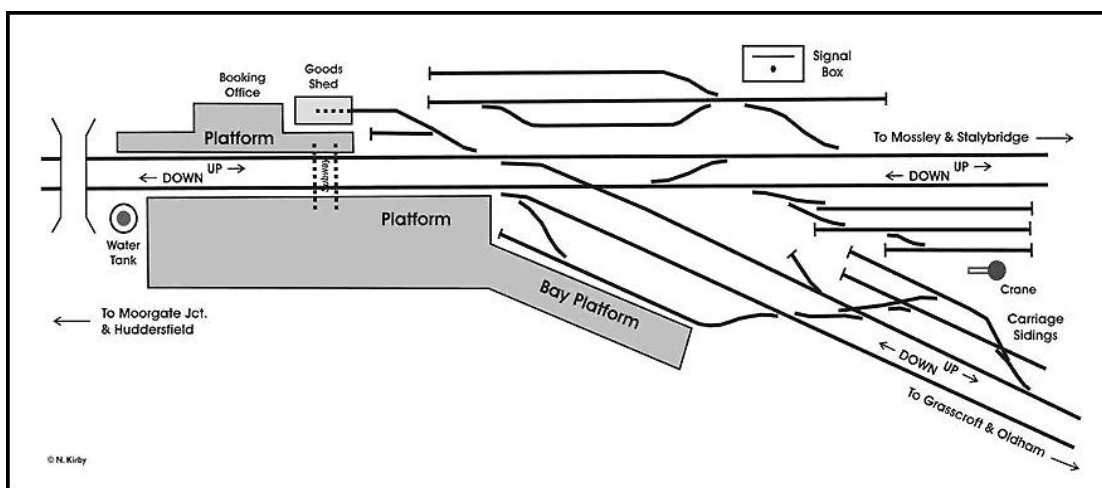 Booking
Office
Goods
Shed
Signal
Box
Platform
To Mossley & Stalybridge →
Subway
← DOWN UP →
← DOWN UP →
Platform
Water
Tank
Bay Platform
Crane
Carriage
Sidings
← To Moorgate Jct.
& Huddersfield
← DOWN UP →
To Grasscroft & Oldham →
© N. Kirby